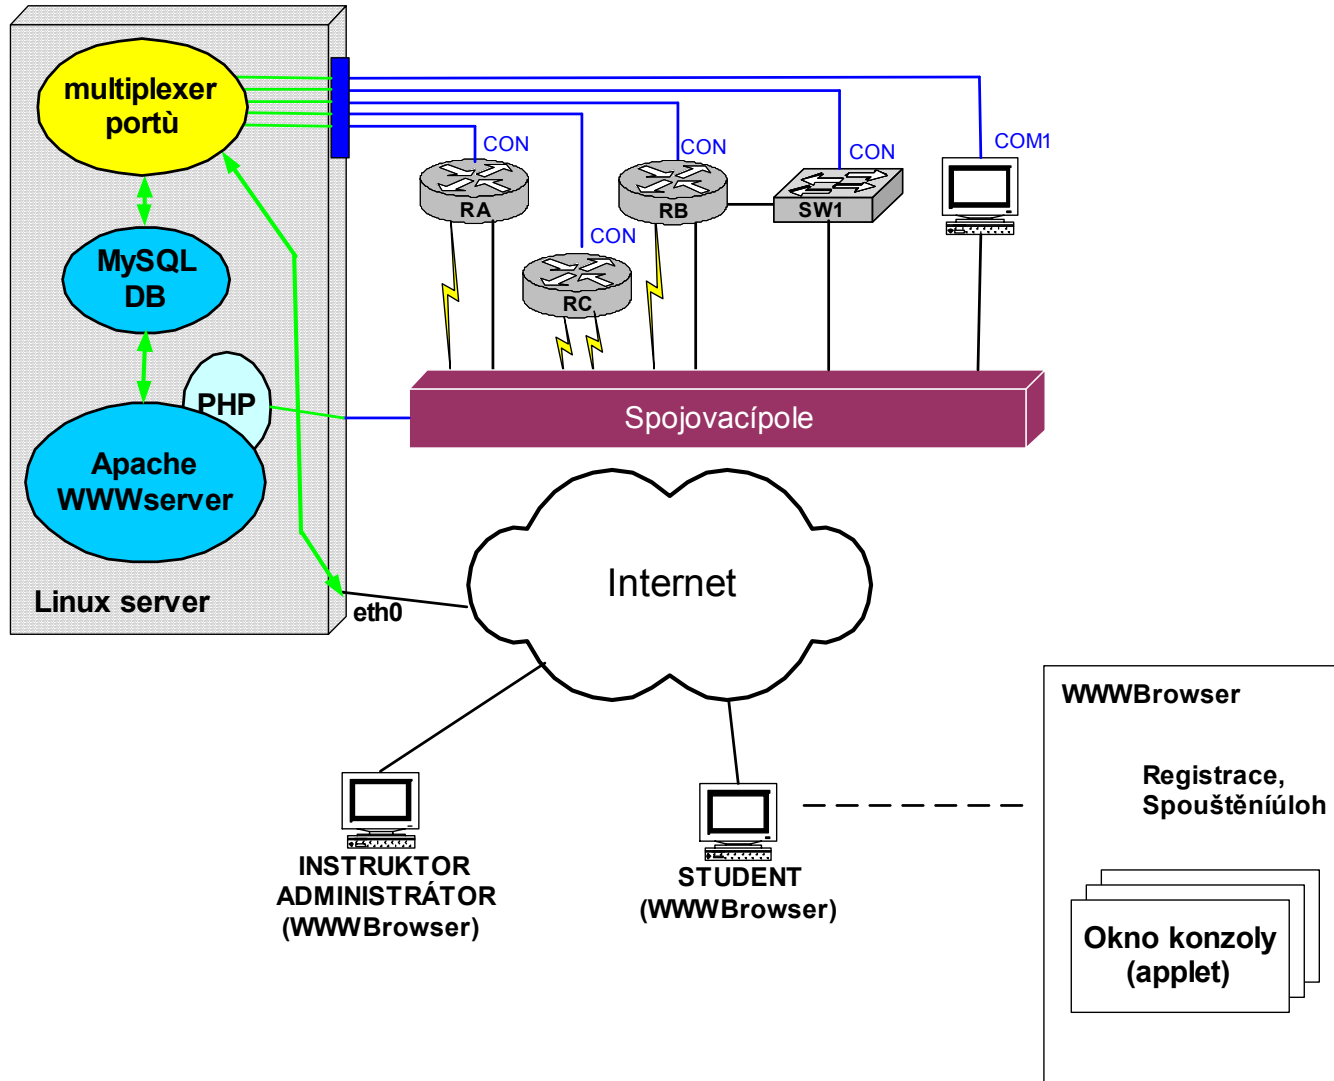 multiplexer
portù
MySQL
DB
PHP
Apache
WWWserver
Linux server
eth0
CON
CON
CON
CON
COM1
RA
RB
SW1
RC
Spojovacípole
Internet
INSTRUKTOR
ADMINISTRÁTOR
(WWWBrowser)
STUDENT
(WWWBrowser)
WWWBrowser
Registrace,
Spouštěníúloh
Okno konzoly
(applet)